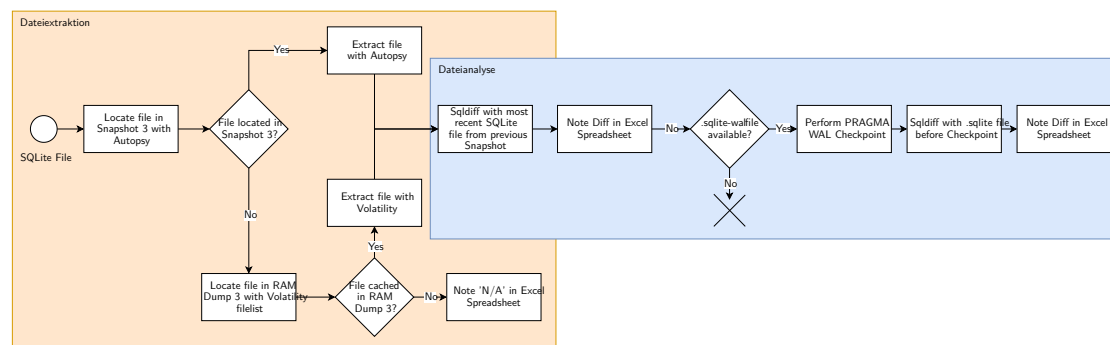 Dateiextraktion
SQLite File
Locate file in
Snapshot 3 with
Autopsy
File located in
Snapshot 3?
Yes
Extract file
with Autopsy
No
Locate file in RAM
Dump 3 with Volatility
filelist
File cached
in RAM
Dump 3?
Yes
Extract file with
Volatility
No
Note 'N/A' in Excel
Spreadsheet
Dateianalyse
Sqldiff with most
recent SQLite
file from previous
Snapshot
Note Diff in Excel
Spreadsheet
No
.sqlite-walfile
available?
No
Yes
Perform PRAGMA
WAL Checkpoint
Sqldiff with .sqlite file
before Checkpoint
Note Diff in Excel
Spreadsheet